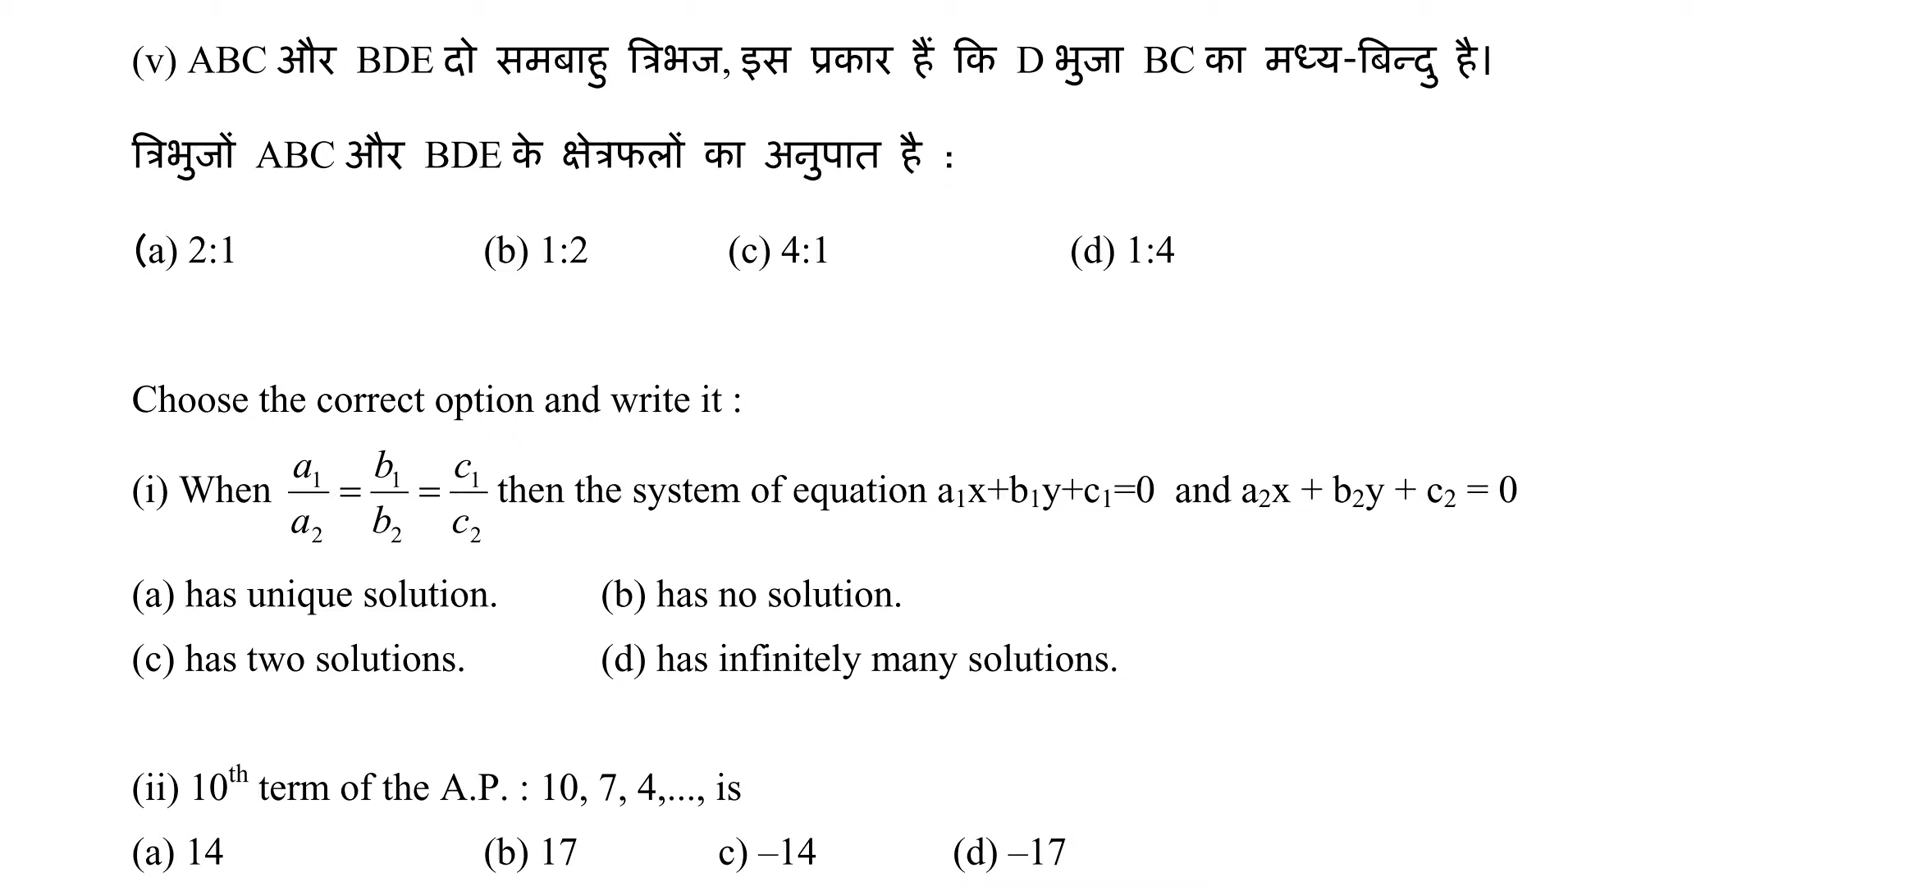 (v) ABC और BDE दो समबाहु त्रिभज, इस प्रकार हैं कि D भुजा BC का मध्य-बिन्दु है।
त्रिभुजों ABC और BDE के क्षेत्रफलों का अनुपात है :
(a) 2:1 (b) 1:2 (c) 4:1 (d) 1:4
Choose the correct option and write it :
(i) When a₁/a₂ = b₁/b₂ = c₁/c₂ then the system of equation a₁x+b₁y+c₁=0 and a₂x + b₂y + c₂ = 0
(a) has unique solution. (b) has no solution.
(c) has two solutions. (d) has infinitely many solutions.
(ii) 10th term of the A.P. : 10, 7, 4,..., is
(a) 14 (b) 17 c) –14 (d) –17